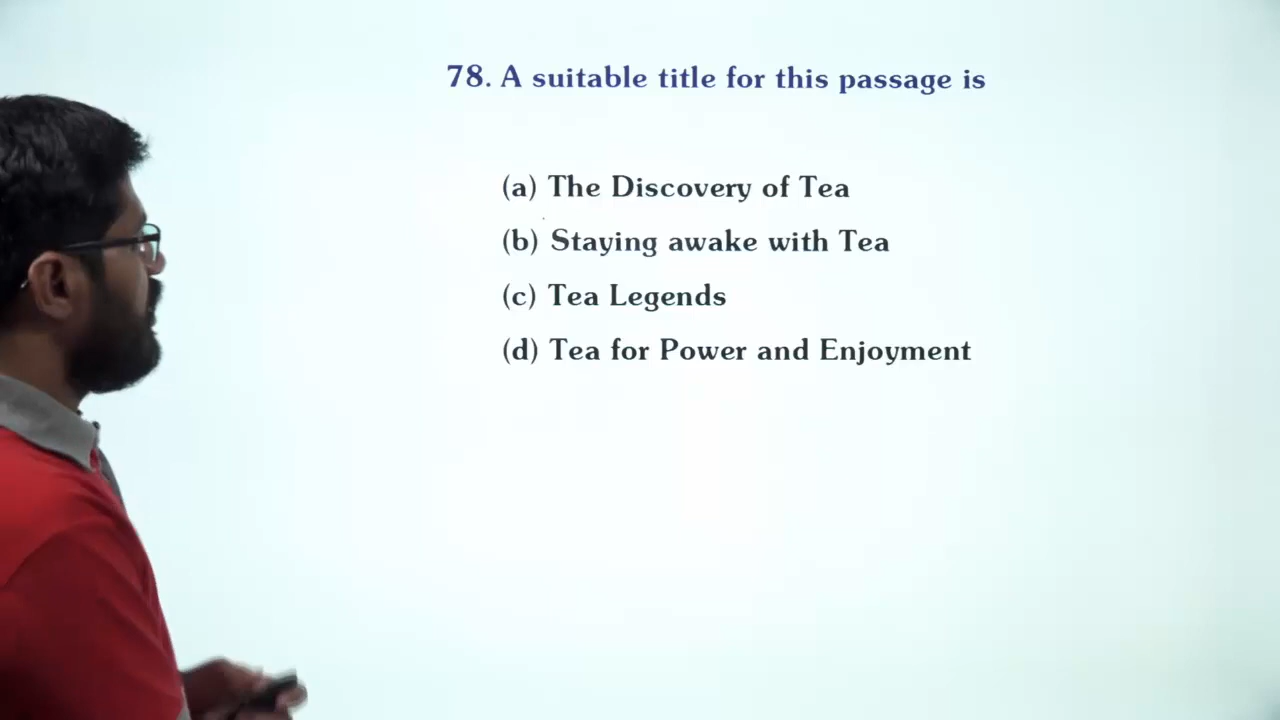 78. A suitable title for this passage is
(a) The Discovery of Tea
(b) Staying awake with Tea
(c) Tea Legends
(d) Tea for Power and Enjoyment